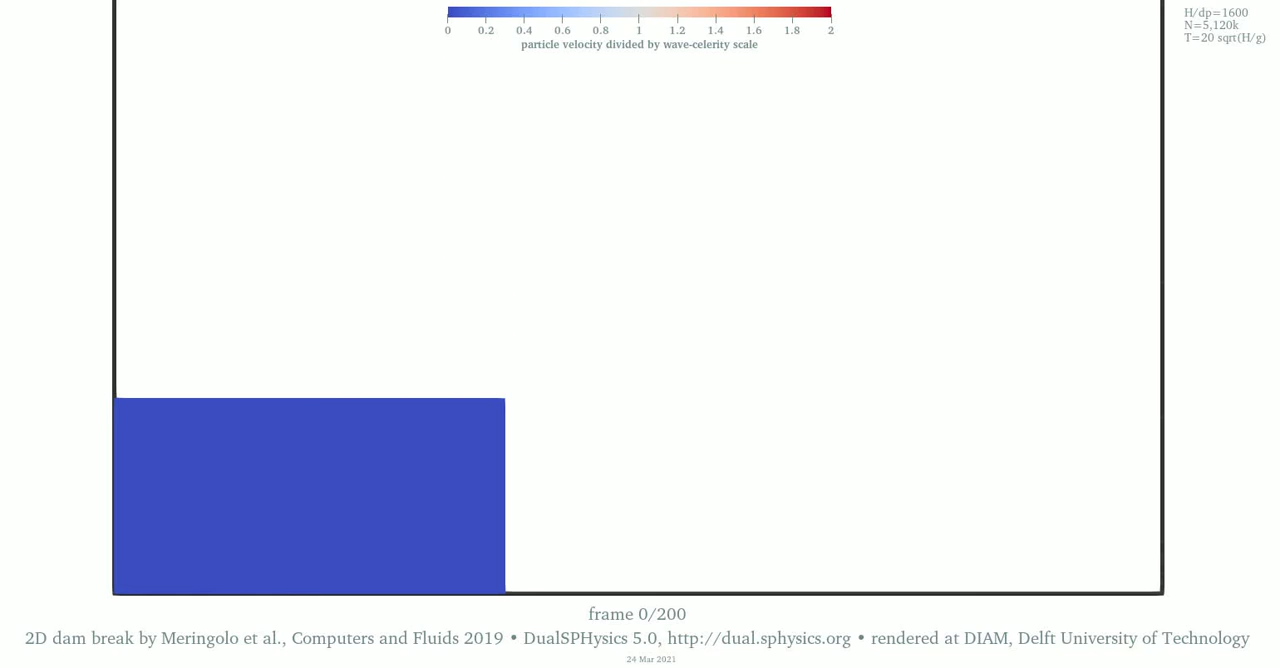 H/dp=1600
N=5,120k
T=20 sqrt(H/g)
0 0.2 0.4 0.6 0.8 1 1.2 1.4 1.6 1.8 2
particle velocity divided by wave-celerity scale
frame 0/200
2D dam break by Meringolo et al., Computers and Fluids 2019 • DualSPHysics 5.0, http://dual.sphysics.org • rendered at DIAM, Delft University of Technology
24 Mar 2021